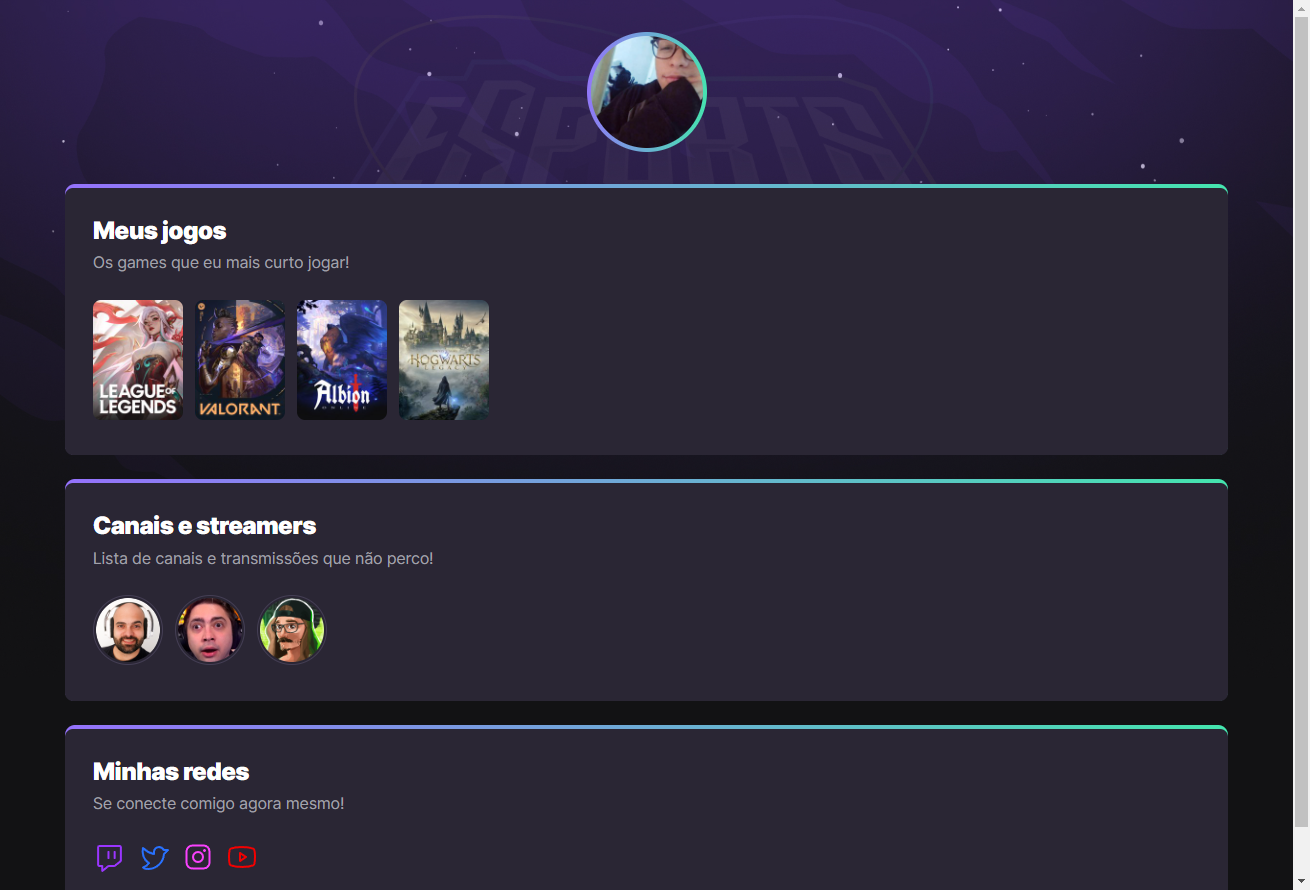 ESPORTS
Meus jogos
Os games que eu mais curto jogar!
LEAGUE OF
LEGENDS
VALORANT
Albion
ONLINE
HOGWARTS
LEGACY
Canais e streamers
Lista de canais e transmissões que não perco!
Minhas redes
Se conecte comigo agora mesmo!